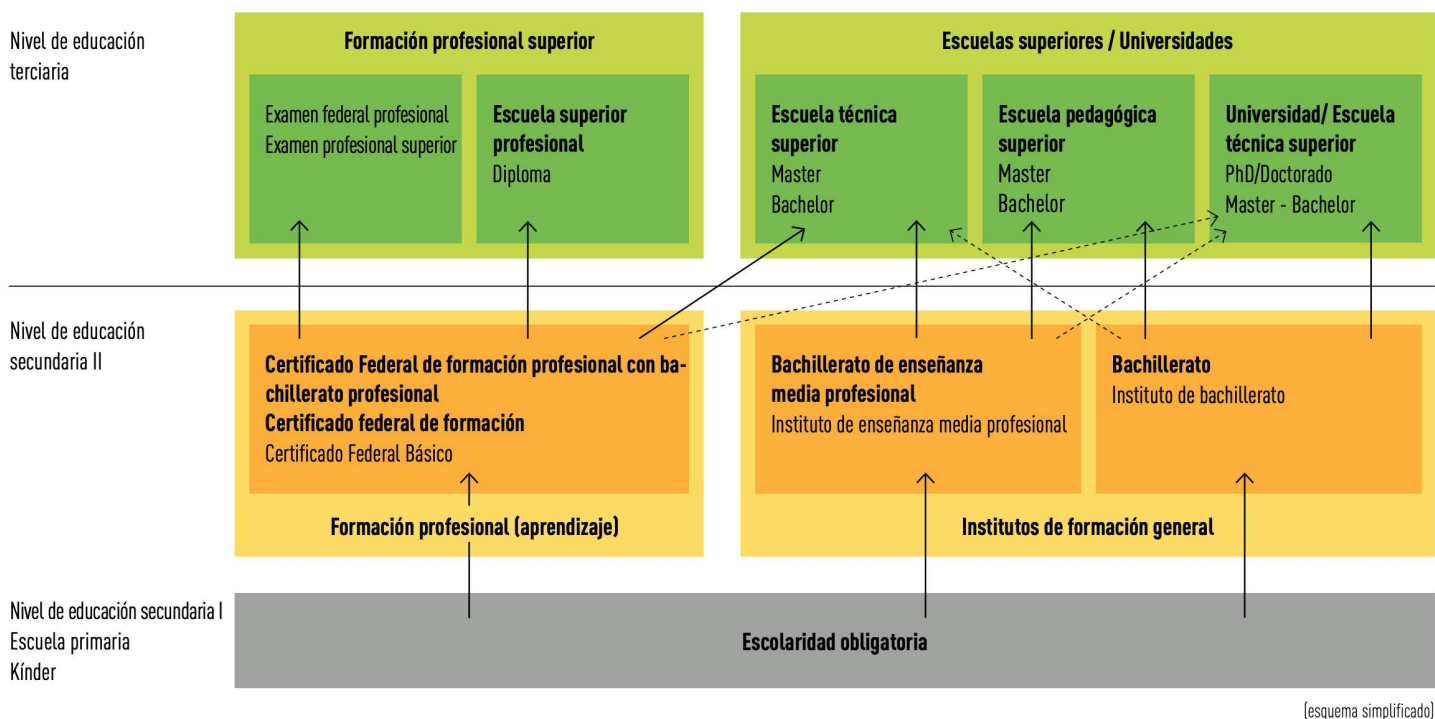 Nivel de educación
terciaria
Formación profesional superior
Examen federal profesional
Examen profesional superior
Escuela superior
profesional
Diploma
Escuelas superiores / Universidades
Escuela técnica
superior
Master
Bachelor
Escuela pedagógica
superior
Master
Bachelor
Universidad/ Escuela
técnica superior
PhD/Doctorado
Master - Bachelor
Nivel de educación
secundaria II
Certificado Federal de formación profesional con ba-
chillerato profesional
Certificado federal de formación
Certificado Federal Básico
Formación profesional (aprendizaje)
Bachillerato de enseñanza
media profesional
Instituto de enseñanza media profesional
Bachillerato
Instituto de bachillerato
Institutos de formación general
Nivel de educación secundaria I
Escuela primaria
Kínder
Escolaridad obligatoria
(esquema simplificado)